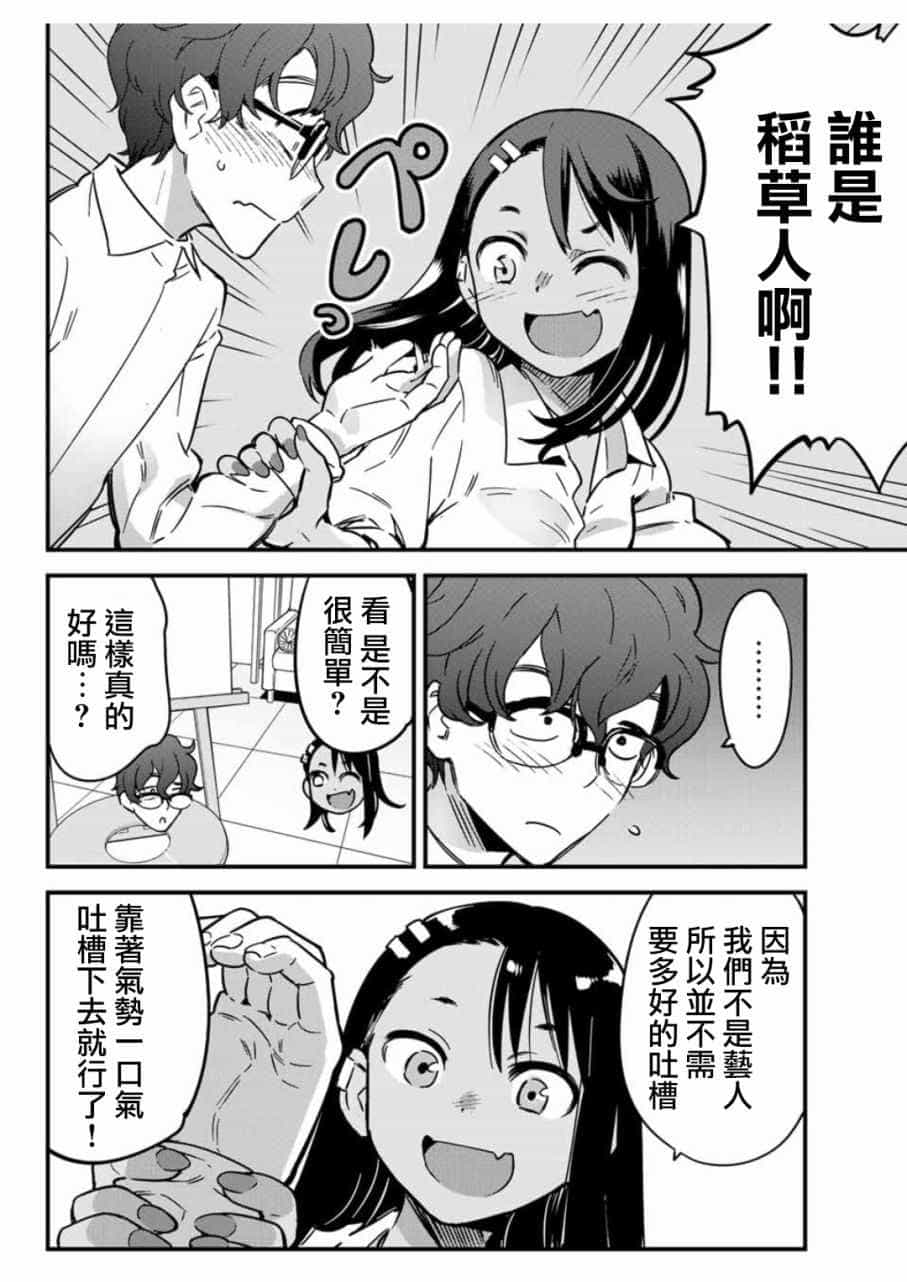 誰是
稻草人啊!!
ペしっ
………
看 是不是
很簡單?
這樣真的
好嗎…?
因為
我們不是藝人
所以並不需
要多好的吐槽
靠著氣勢一口氣
吐槽下去就行了!